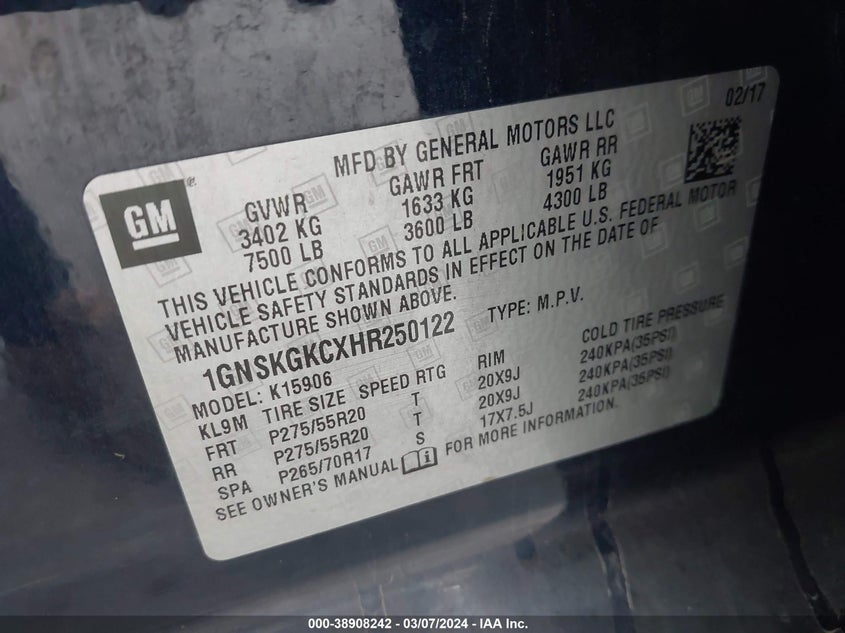 02/17
MFD BY GENERAL MOTORS LLC
GM
GVWR GAWR FRT GAWR RR
3402 KG 1633 KG 1951 KG
7500 LB 3600 LB 4300 LB
THIS VEHICLE CONFORMS TO ALL APPLICABLE U.S. FEDERAL MOTOR
VEHICLE SAFETY STANDARDS IN EFFECT ON THE DATE OF
MANUFACTURE SHOWN ABOVE.
1GNSKGKCXHR250122 TYPE: M.P.V.
MODEL: K15906
KL9M TIRE SIZE SPEED RTG RIM COLD TIRE PRESSURE
FRT P275/55R20 T 20X9J 240KPA(35PSI)
RR P275/55R20 T 20X9J 240KPA(35PSI)
SPA P265/70R17 S 17X7.5J 240KPA(35PSI)
SEE OWNER'S MANUAL i FOR MORE INFORMATION.
000-38908242 - 03/07/2024 - IAA Inc.